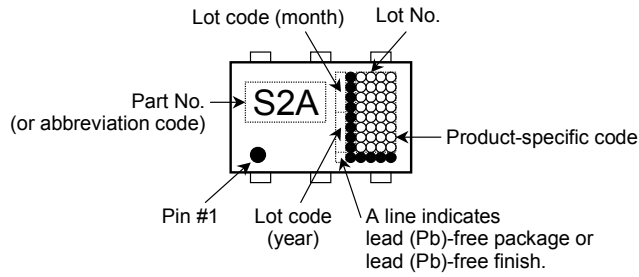 Lot code (month)
Lot No.
Part No.
(or abbreviation code)
S2A
Product-specific code
Pin #1
Lot code
(year)
A line indicates
lead (Pb)-free package or
lead (Pb)-free finish.